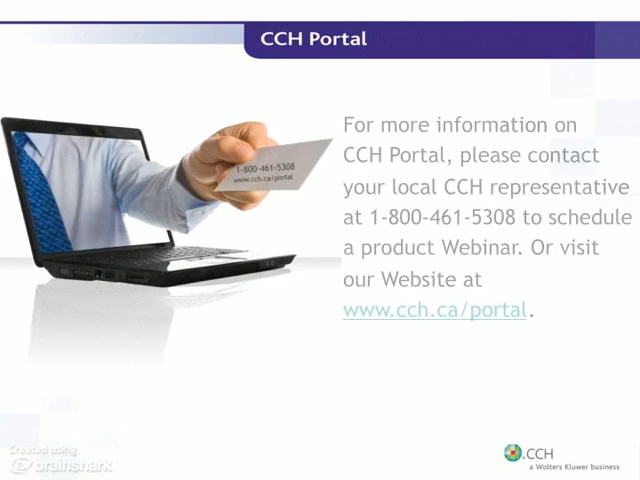 CCH Portal
1-800-461-5308
www.cch.ca/portal
For more information on
CCH Portal, please contact
your local CCH representative
at 1-800-461-5308 to schedule
a product Webinar. Or visit
our Website at
www.cch.ca/portal.
Created using
brainshark
.CCH
a Wolters Kluwer business